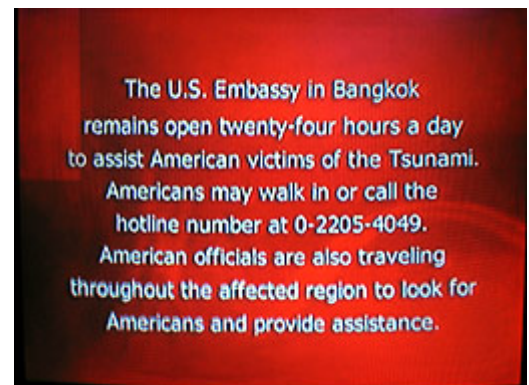 The U.S. Embassy in Bangkok
remains open twenty-four hours a day
to assist American victims of the Tsunami.
Americans may walk in or call the
hotline number at 0-2205-4049.
American officials are also traveling
throughout the affected region to look for
Americans and provide assistance.